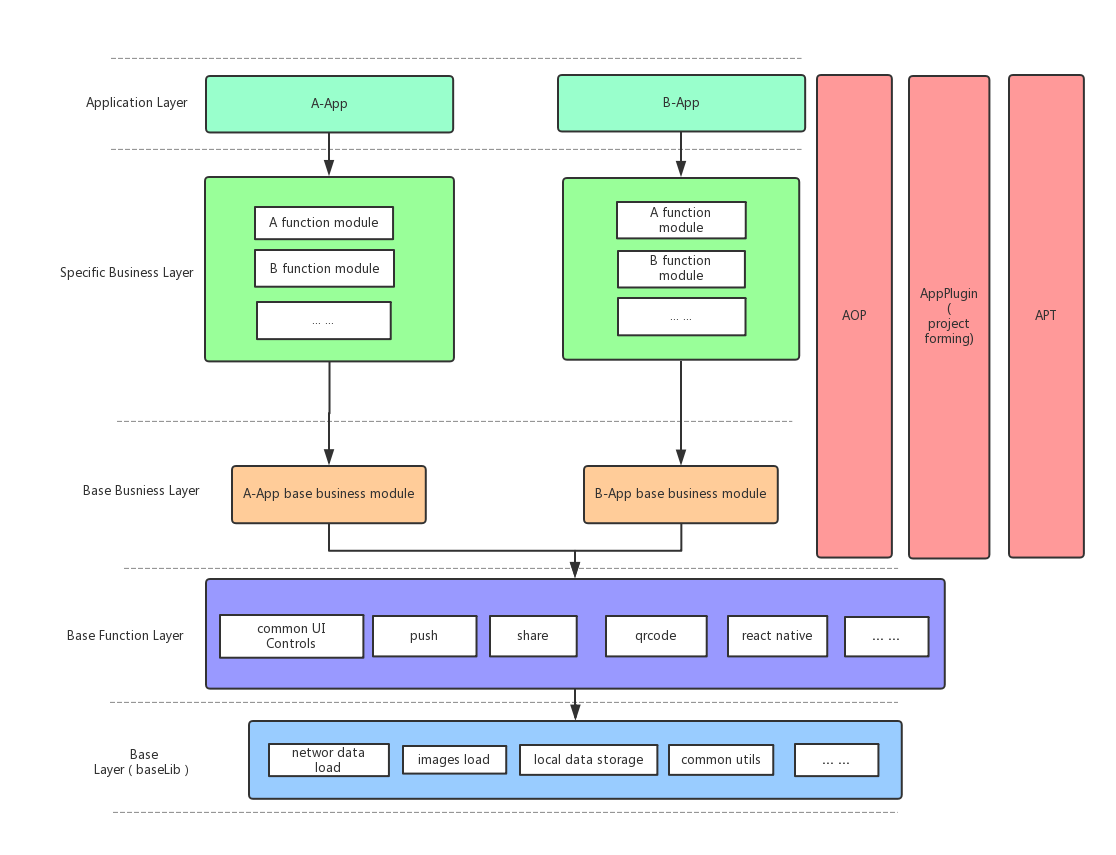 Application Layer
A-App
B-App
Specific Business Layer
A function module
B function module
... ...
A function
module
B function
module
... ...
AOP
AppPlugin
(
project
forming)
APT
Base Busniess Layer
A-App base business module
B-App base business module
Base Function Layer
common UI
Controls
push
share
qrcode
react native
... ...
Base
Layer ( baseLib )
networ data
load
images load
local data storage
common utils
... ...